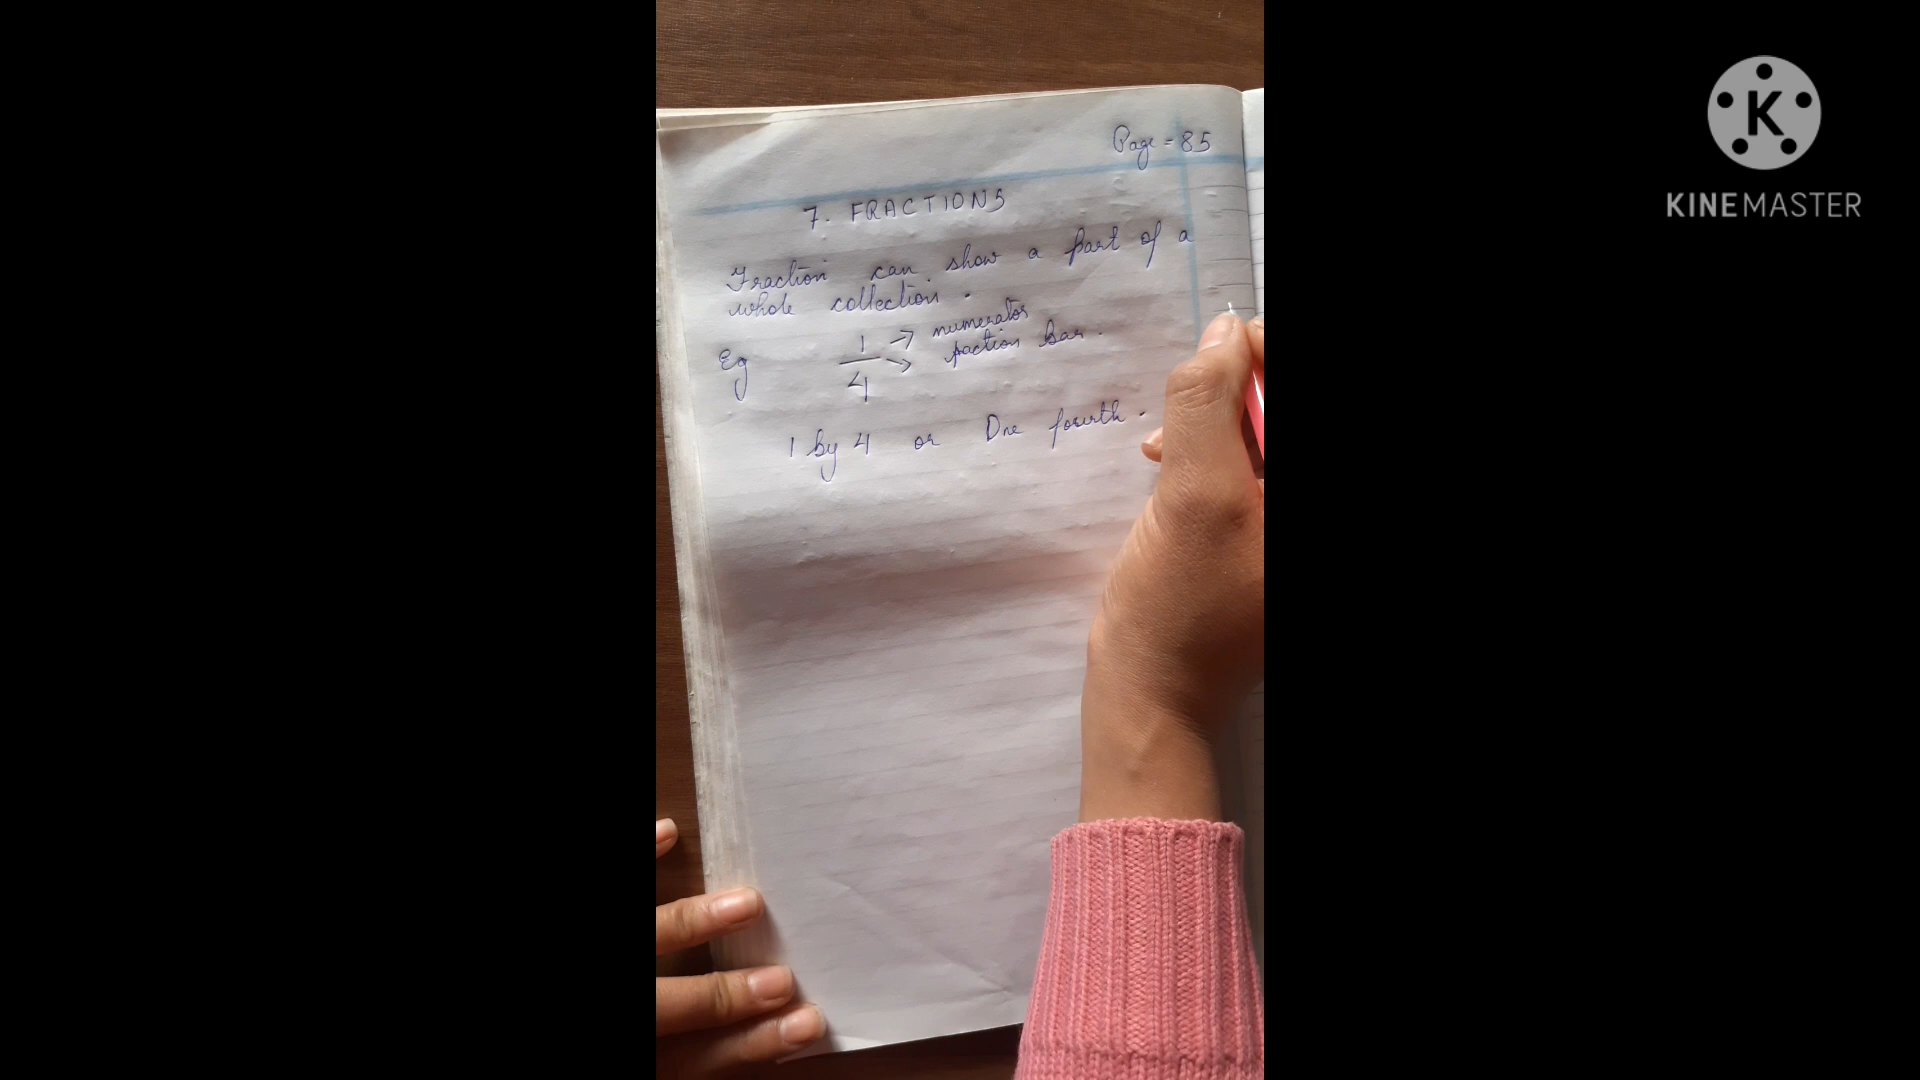 Page = 85
7. FRACTIONS
Fraction can show a part of a
whole collection.
Eg 1/4 → numerator
→ fraction bar.
1 by 4 or One fourth.
K
KINEMASTER